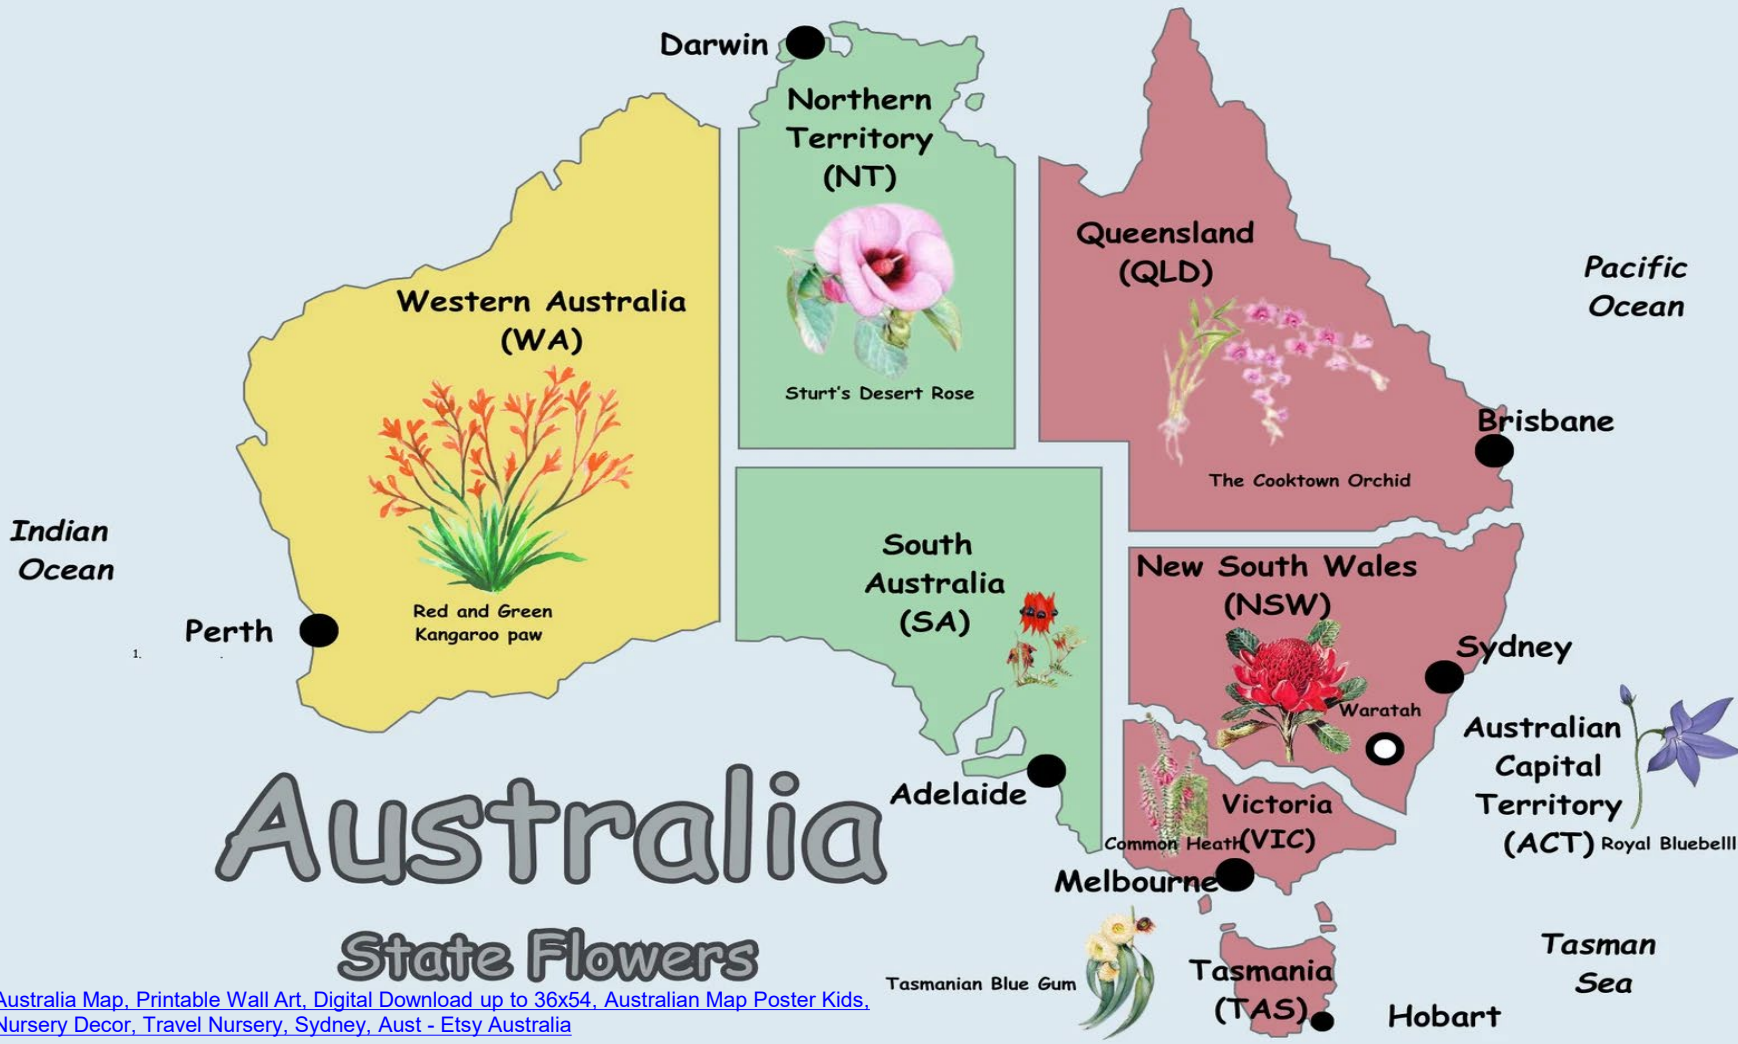 Darwin
Northern
Territory
(NT)
Sturt's Desert Rose
Queensland
(QLD)
The Cooktown Orchid
Brisbane
Pacific
Ocean
Western Australia
(WA)
Red and Green
Kangaroo paw
Indian
Ocean
Perth
1.
.
South
Australia
(SA)
Adelaide
New South Wales
(NSW)
Waratah
Sydney
Australian
Capital
Territory
(ACT)
Royal Bluebelll
Victoria
(VIC)
Common Heath
Melbourne
Tasmanian Blue Gum
Tasmania
(TAS)
Hobart
Tasman
Sea
Australia
State Flowers
Australia Map, Printable Wall Art, Digital Download up to 36x54, Australian Map Poster Kids,
Nursery Decor, Travel Nursery, Sydney, Aust - Etsy Australia